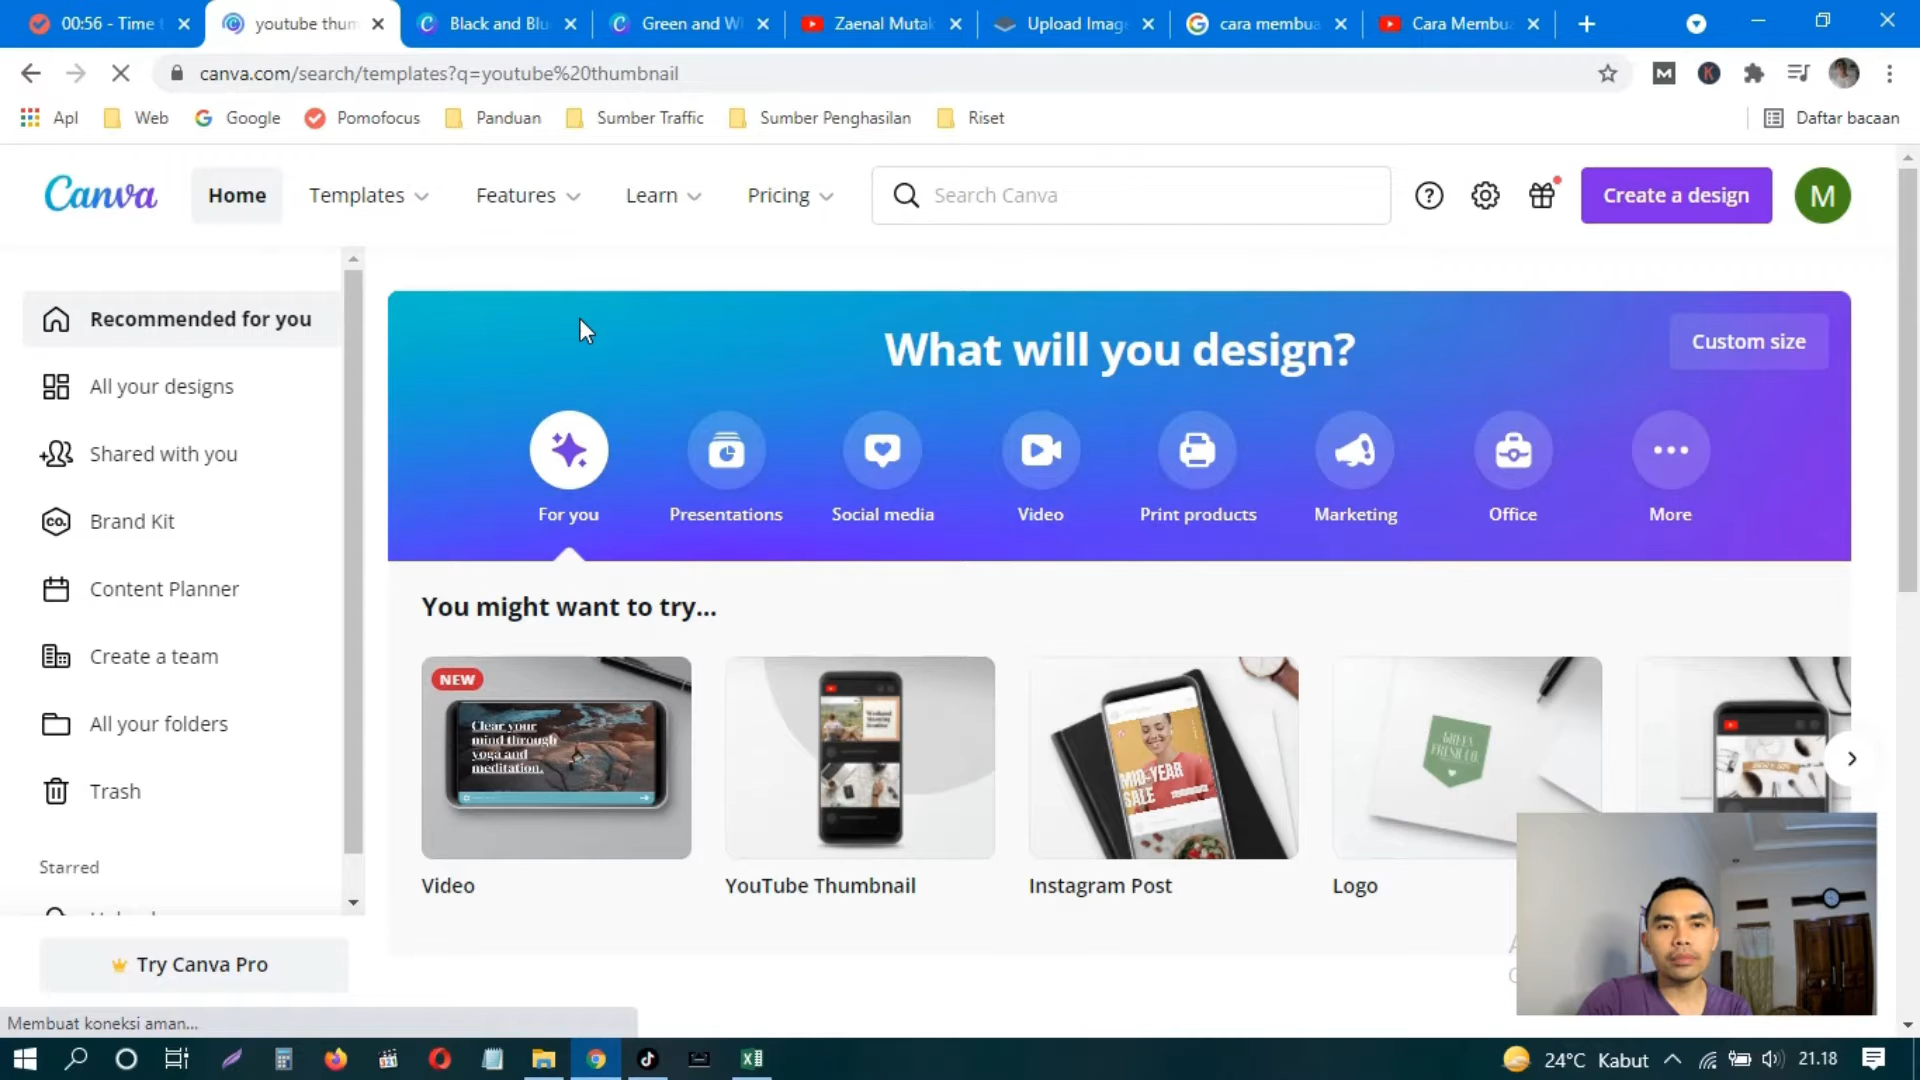 00:56 - Time
youtube thum
Black and Blu
Green and W
Zaenal Mutak
Upload Image
cara membua
Cara Membua
canva.com/search/templates?q=youtube%20thumbnail
Apl
Web
Google
Pomofocus
Panduan
Sumber Traffic
Sumber Penghasilan
Riset
Daftar bacaan
Canva
Home
Templates
Features
Learn
Pricing
Search Canva
Create a design
M
Recommended for you
All your designs
Shared with you
Brand Kit
Content Planner
Create a team
All your folders
Trash
Starred
Try Canva Pro
What will you design?
Custom size
For you
Presentations
Social media
Video
Print products
Marketing
Office
More
You might want to try...
NEW
Clear your
mind through
yoga and
meditation.
MID-YEAR
SALE
GREEN
FRESH CO.
Video
YouTube Thumbnail
Instagram Post
Logo
Membuat koneksi aman...
24°C Kabut
21.18